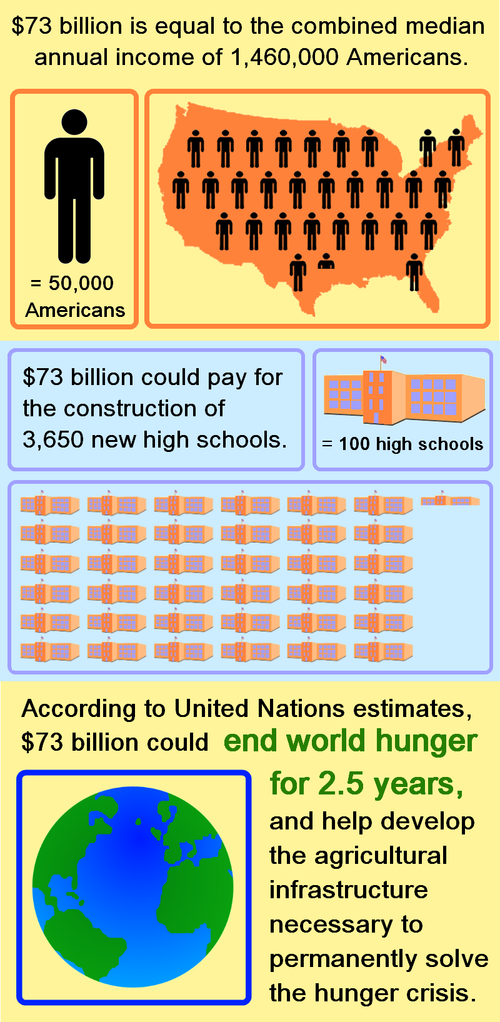 $73 billion is equal to the combined median
annual income of 1,460,000 Americans.
= 50,000
Americans
$73 billion could pay for
the construction of
3,650 new high schools.
= 100 high schools
According to United Nations estimates,
$73 billion could end world hunger
for 2.5 years,
and help develop
the agricultural
infrastructure
necessary to
permanently solve
the hunger crisis.